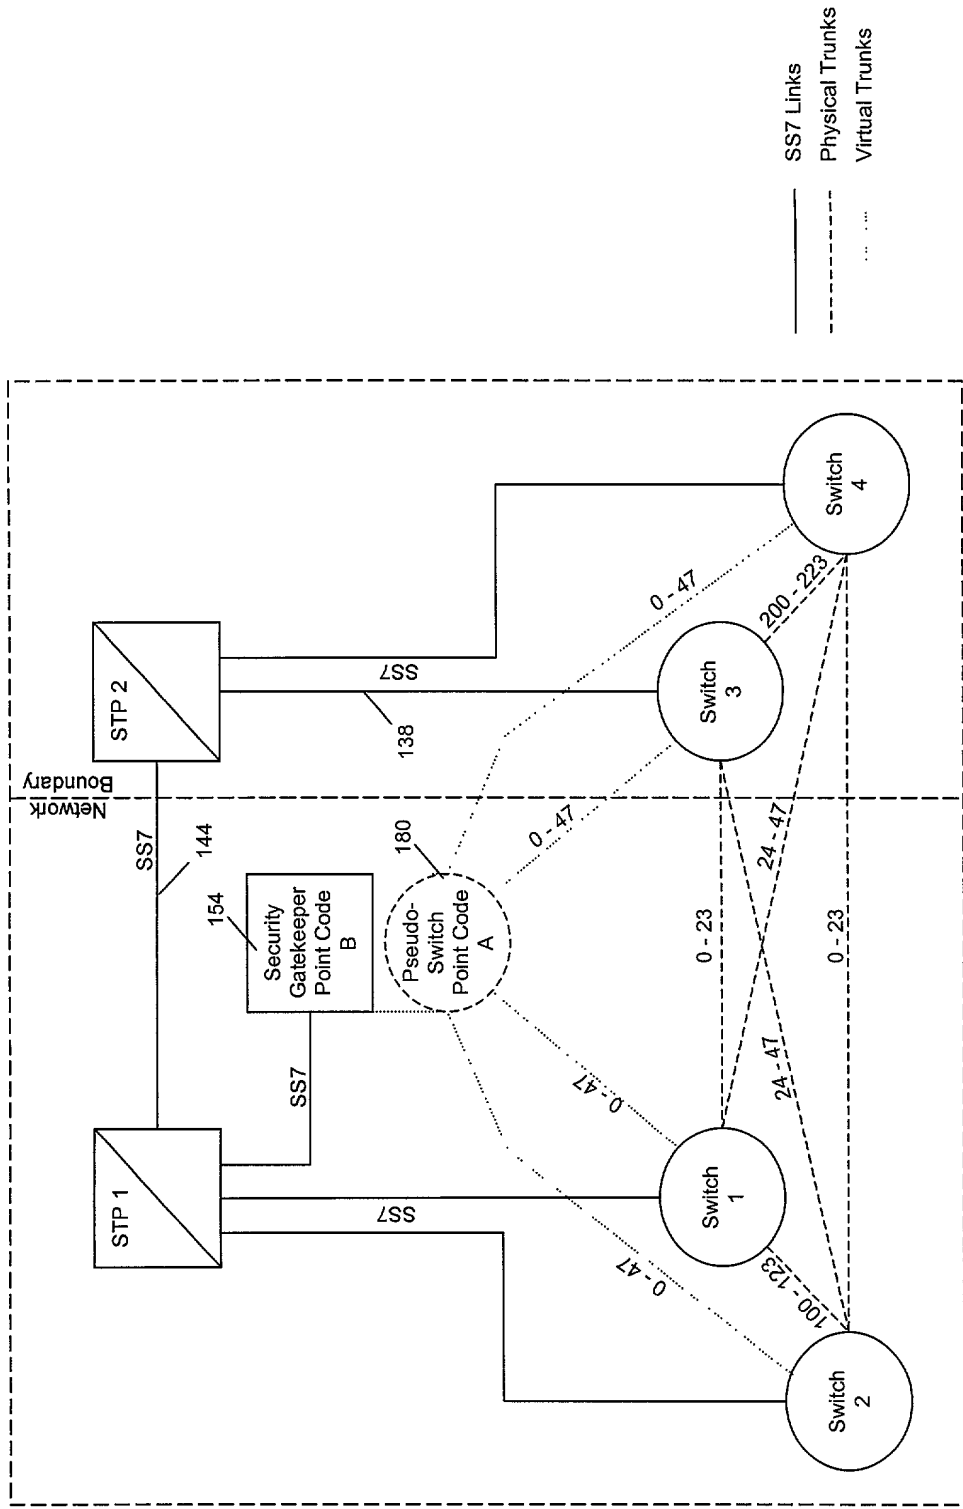 STP 1
SS7
144
STP 2
Network
Boundary
154
Security
Gatekeeper
Point Code
B
SS7
180
Pseudo-
Switch
Point Code
A
SS7
SS7
138
0 - 47
0 - 47
0 - 47
0 - 47
Switch
1
Switch
2
Switch
3
Switch
4
100 - 123
200 - 223
0 - 23
24 - 47
24 - 47
0 - 23
SS7 Links
Physical Trunks
Virtual Trunks